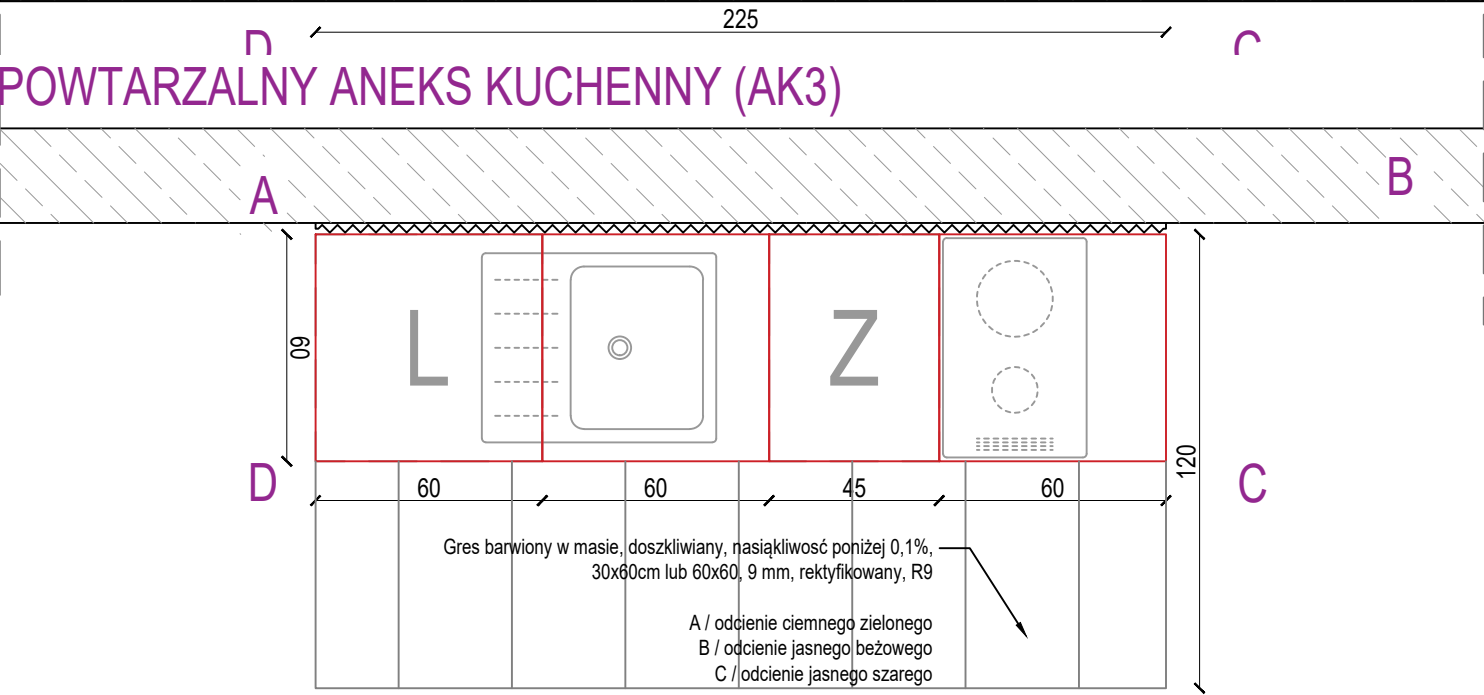 225
D
C
POWTARZALNY ANEKS KUCHENNY (AK3)
A
B
60
L
Z
120
D
C
60
60
45
60
Gres barwiony w masie, doszkliwiany, nasiąkliwosć poniżej 0,1%,
30x60cm lub 60x60, 9 mm, rektyfikowany, R9
A / odcienie ciemnego zielonego
B / odcienie jasnego beżowego
C / odcienie jasnego szarego